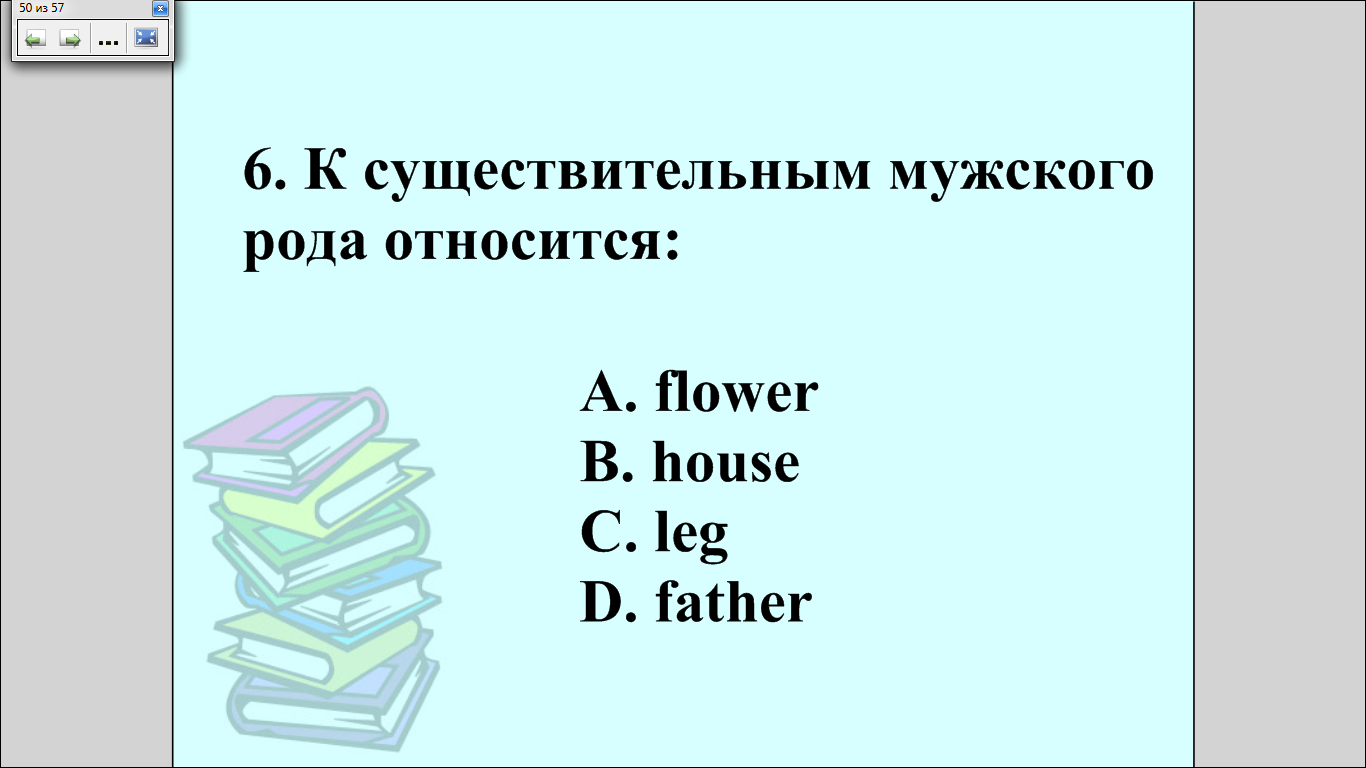 50 из 57
6. К существительным мужского
рода относится:
A. flower
B. house
C. leg
D. father